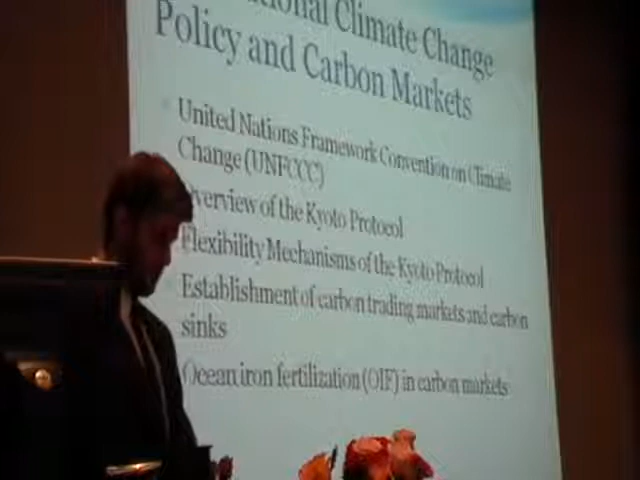 Climate Change
Policy and Carbon Markets
United Nations Framework Convention on Climate
Change (UNFCCC)
Overview of the Kyoto Protocol
Flexibility Mechanisms of the Kyoto Protocol
Establishment of carbon trading markets and carbon
sinks
Ocean iron fertilization (OIF) in carbon markets